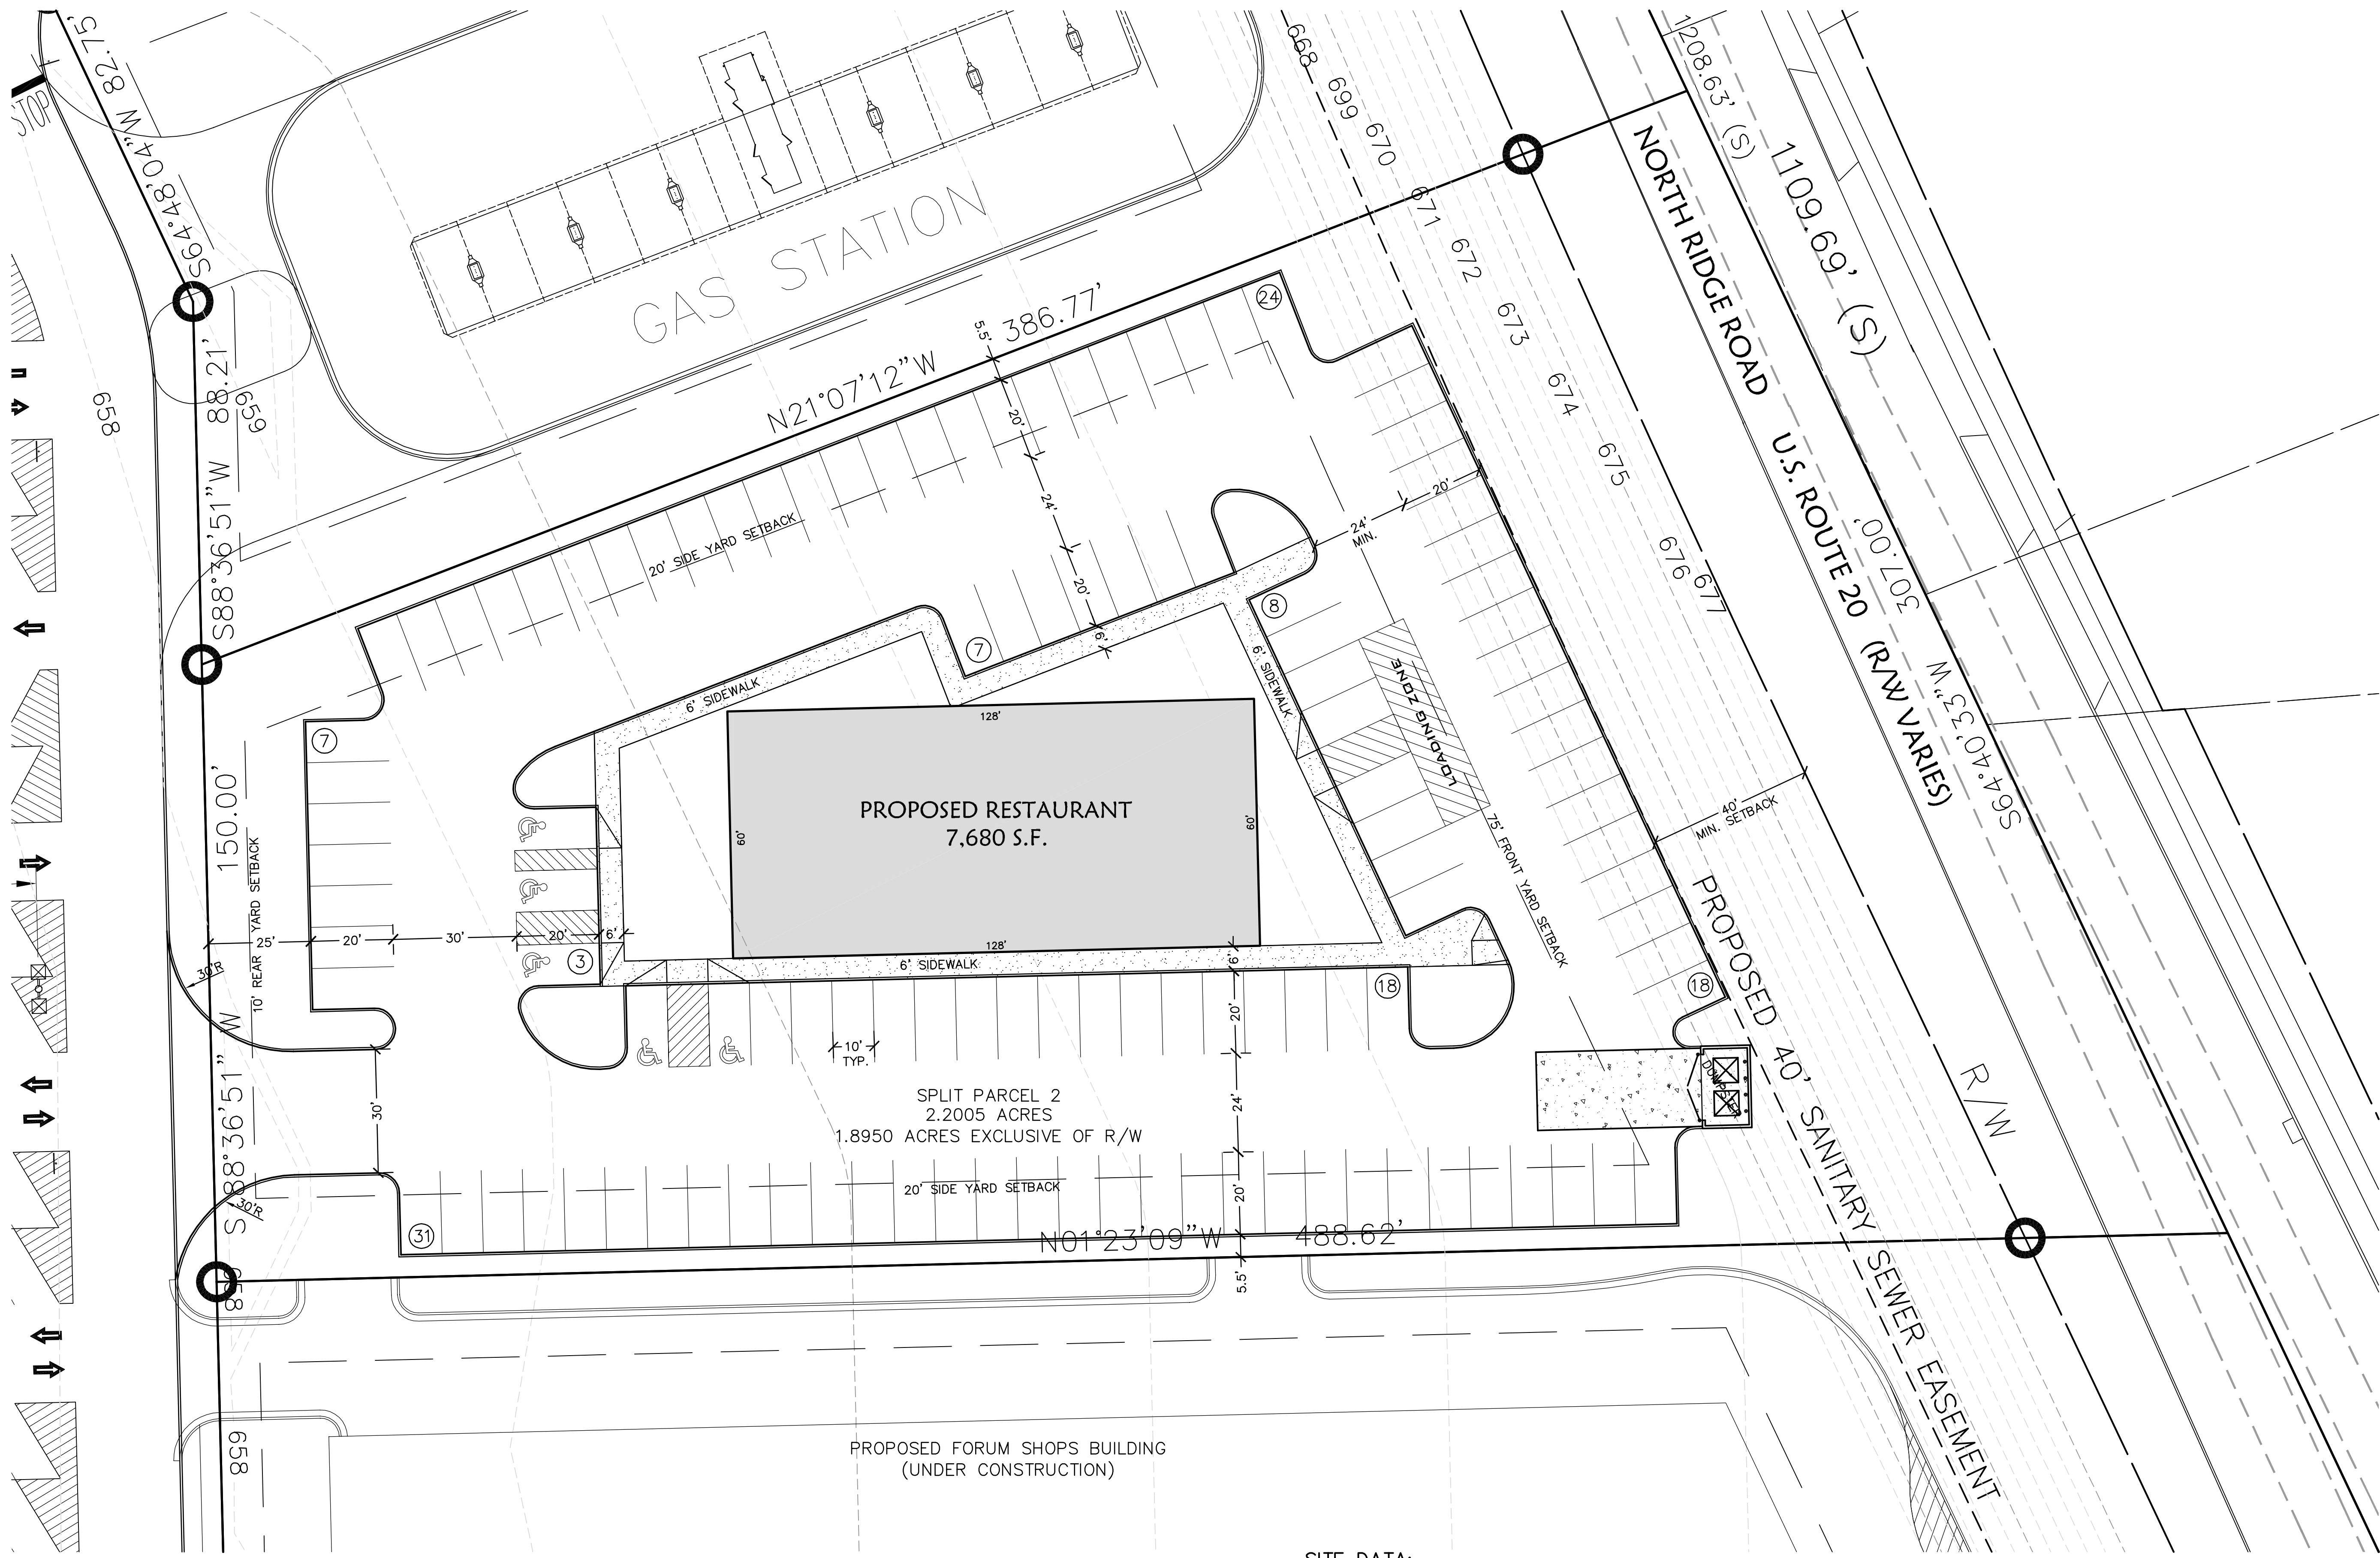 STOP
S64°48'04"W 82.75'
GAS STATION
668
699
670
671
672
673
674
675
676
677
1208.63' (S)
1109.69' (S)
NORTH RIDGE ROAD U.S. ROUTE 20 (R/W VARIES)
307.00'
S64°40'33"W
658
659
S88°36'51"W 88.21'
N21°07'12"W 386.77'
5.5'
20'
24'
20'
6'
24
20' SIDE YARD SETBACK
24'
MIN.
20'
7
8
6' SIDEWALK
6' SIDEWALK
LOADING ZONE
75' FRONT YARD SETBACK
7
128'
60'
PROPOSED RESTAURANT
7,680 S.F.
60'
128'
6' SIDEWALK
6'
150.00'
10' REAR YARD SETBACK
25'
20'
30'
20'
6'
3
30'R
40'
MIN. SETBACK
18
18
20'
10'
TYP.
DUMPSTER
PROPOSED 40' SANITARY SEWER EASEMENT
R/W
S 88°36'51" W
30'
SPLIT PARCEL 2
2.2005 ACRES
1.8950 ACRES EXCLUSIVE OF R/W
24'
20' SIDE YARD SETBACK
20'
30'R
31
N01°23'09"W 488.62'
5.5'
658
658
PROPOSED FORUM SHOPS BUILDING
(UNDER CONSTRUCTION)
SITE DATA: